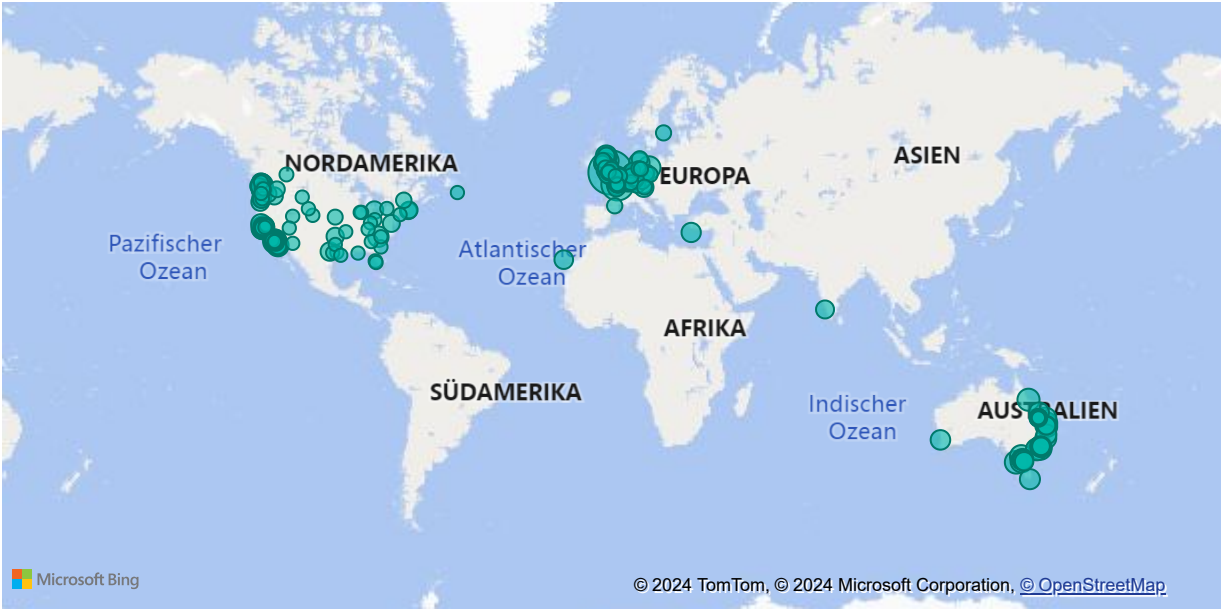 NORDAMERIKA
EUROPA
ASIEN
Pazifischer
Ozean
Atlantischer
Ozean
AFRIKA
SÜDAMERIKA
Indischer
Ozean
AUSTRALIEN
Microsoft Bing
© 2024 TomTom, © 2024 Microsoft Corporation, © OpenStreetMap